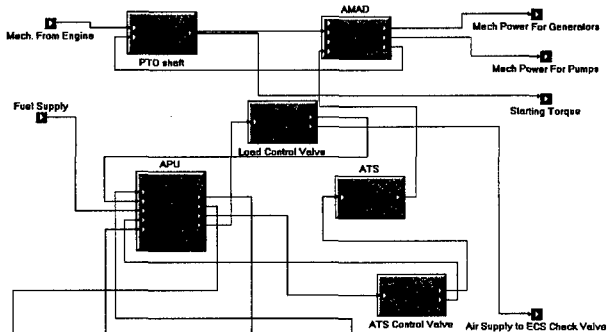 AMAD
Mech. From Engine
Mech Power For Generators
PTO shaft
Mech Power For Pumps
Fuel Supply
Starting Torque
Load Control Valve
APU
ATS
ATS Control Valve
Air Supply to ECS Check Valve